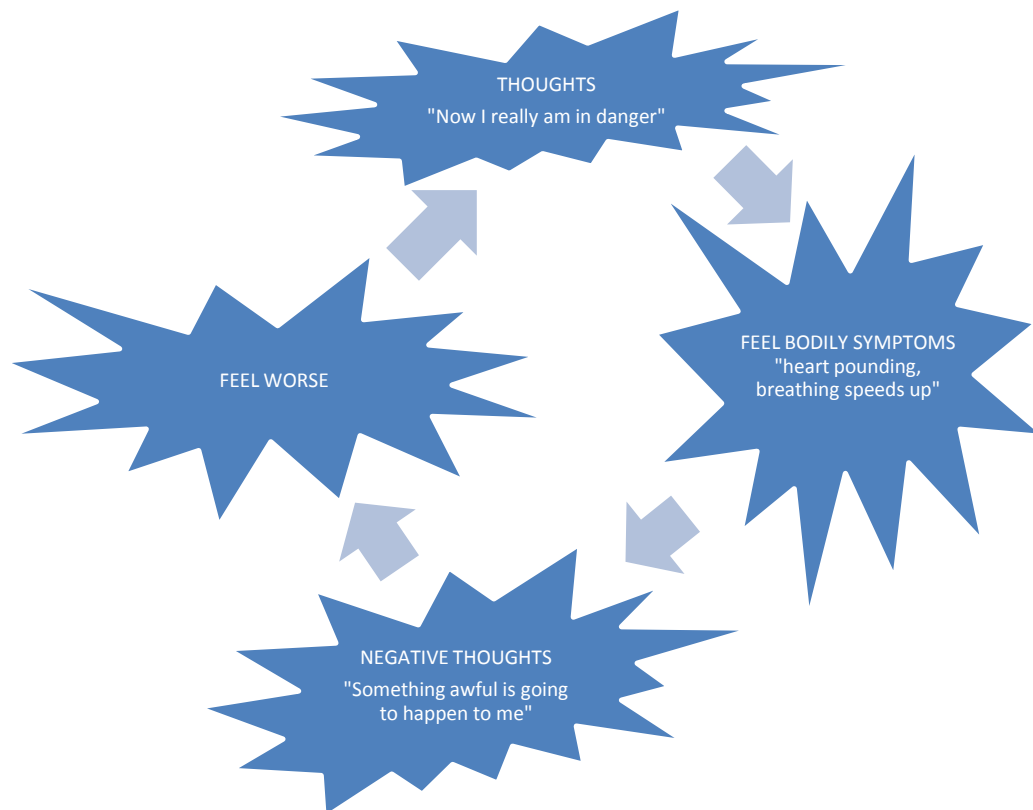 THOUGHTS
"Now I really am in danger"
FEEL BODILY SYMPTOMS
"heart pounding,
breathing speeds up"
NEGATIVE THOUGHTS
"Something awful is going
to happen to me"
FEEL WORSE